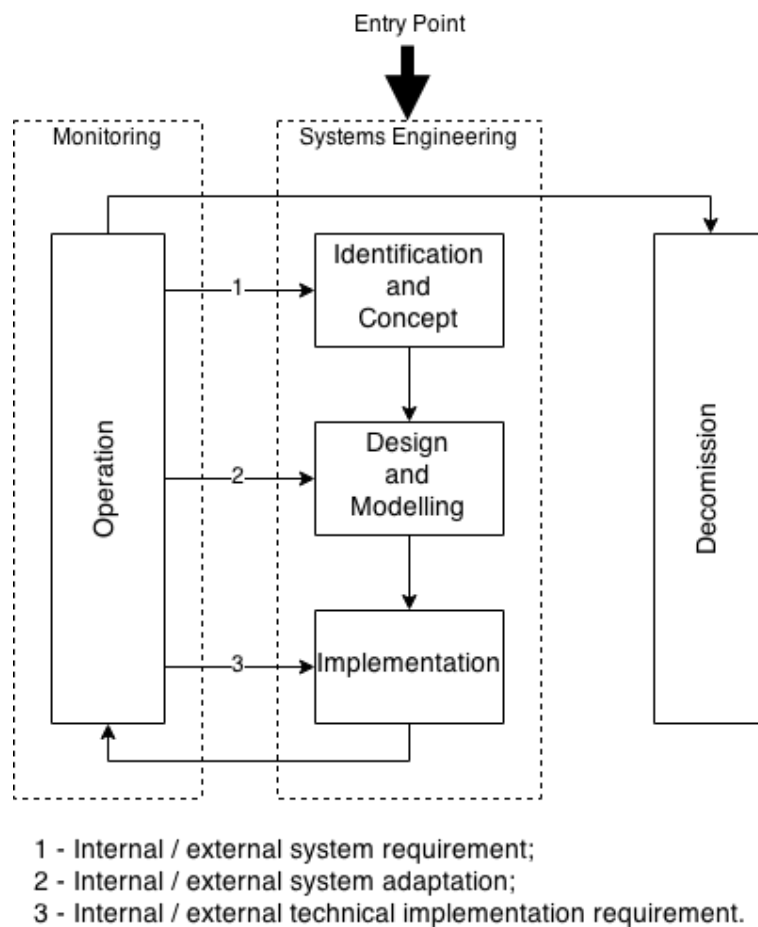 Entry Point
Monitoring
Systems Engineering
Identification
and
Concept
1
Design
and
Modelling
2
Operation
Decomission
Implementation
3
1 - Internal / external system requirement;
2 - Internal / external system adaptation;
3 - Internal / external technical implementation requirement.